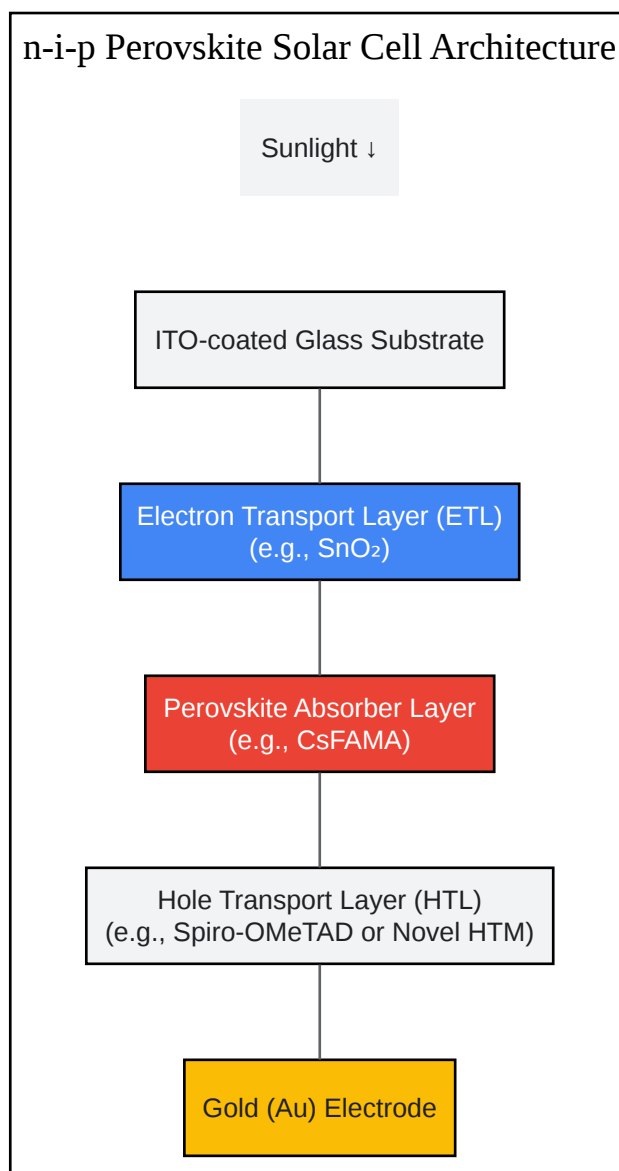 n-i-p Perovskite Solar Cell Architecture
Sunlight ↓
ITO-coated Glass Substrate
Electron Transport Layer (ETL)
(e.g., SnO₂)
Perovskite Absorber Layer
(e.g., CsFAMA)
Hole Transport Layer (HTL)
(e.g., Spiro-OMeTAD or Novel HTM)
Gold (Au) Electrode